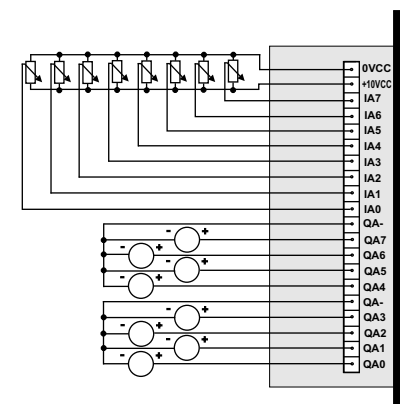 0VCC
+10VCC
IA7
IA6
IA5
IA4
IA3
IA2
IA1
IA0
QA-
- + QA7
- + QA6
- + QA5
- + QA4
QA-
- + QA3
- + QA2
- + QA1
- + QA0